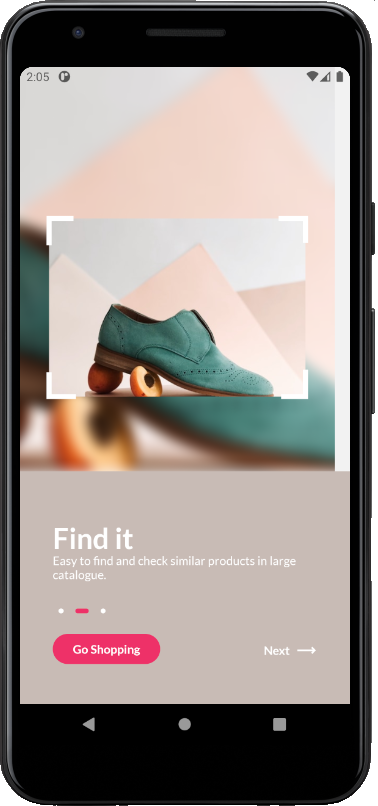 2:05
Find it
Easy to find and check similar products in large
catalogue.
Go Shopping
Next